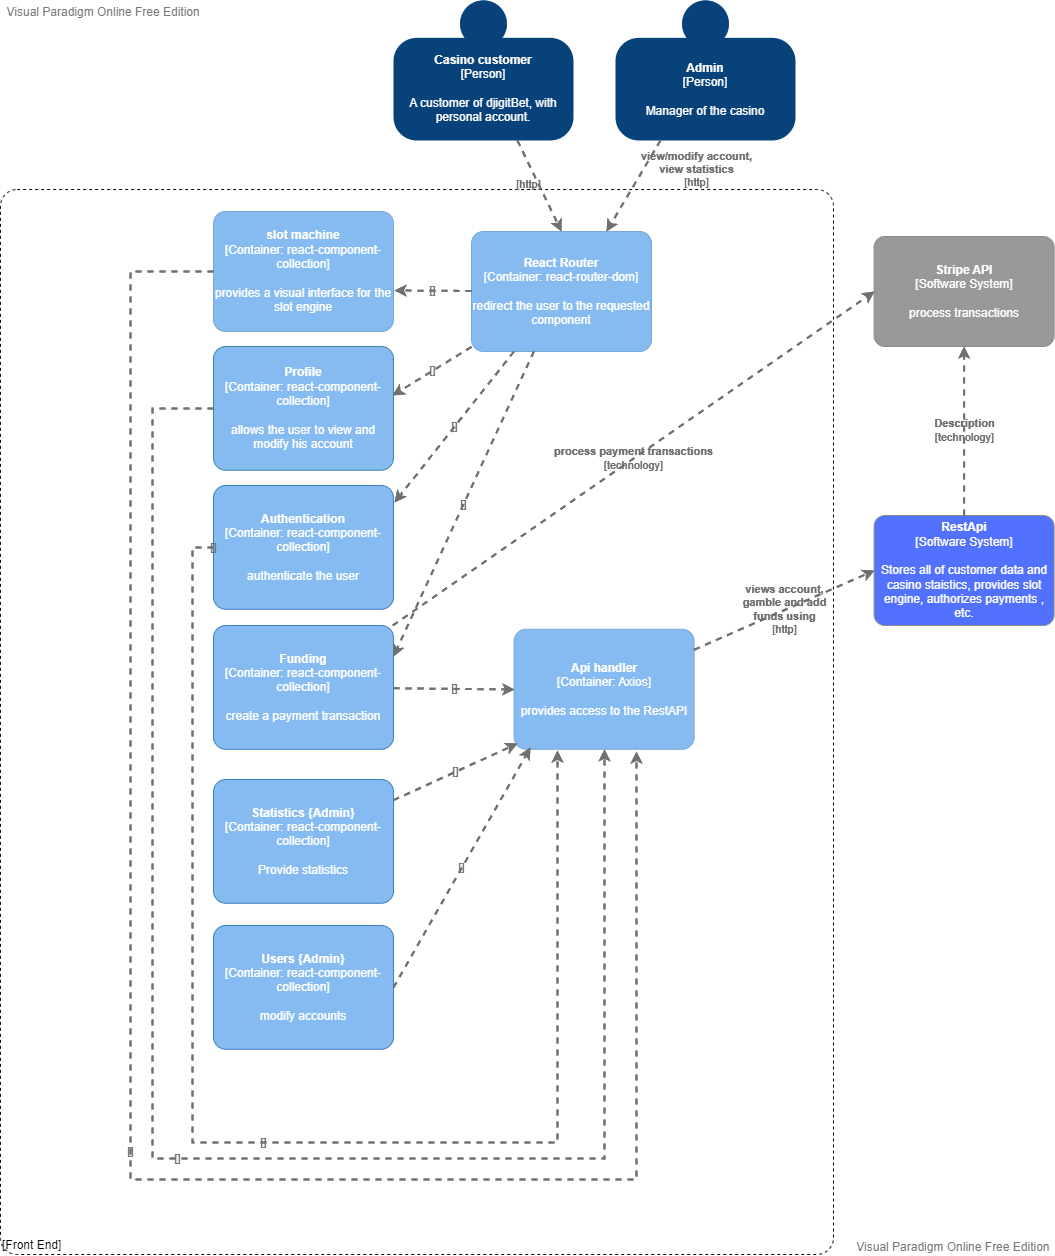 Visual Paradigm Online Free Edition
Casino customer
[Person]
A customer of djigitBet, with
personal account.
Admin
[Person]
Manager of the casino
[http]
view/modify account,
view statistics
[http]
slot machine
[Container: react-component-
collection]
provides a visual interface for the
slot engine
React Router
[Container: react-router-dom]
redirect the user to the requested
component
[]
Stripe API
[Software System]
process transactions
Profile
[Container: react-component-
collection]
allows the user to view and
modify his account
[]
[]
Description
[technology]
process payment transactions
[technology]
Authentication
[Container: react-component-
collection]
authenticate the user
[]
[]
RestApi
[Software System]
Stores all of customer data and
casino staistics, provides slot
engine, authorizes payments ,
etc.
views account,
gamble and add
funds using
[http]
Funding
[Container: react-component-
collection]
create a payment transaction
[]
Api handler
[Container: Axios]
provides access to the RestAPI
Statistics {Admin}
[Container: react-component-
collection]
Provide statistics
[]
[]
Users {Admin}
[Container: react-component-
collection]
modify accounts
[]
[]
[]
[Front End]
Visual Paradigm Online Free Edition